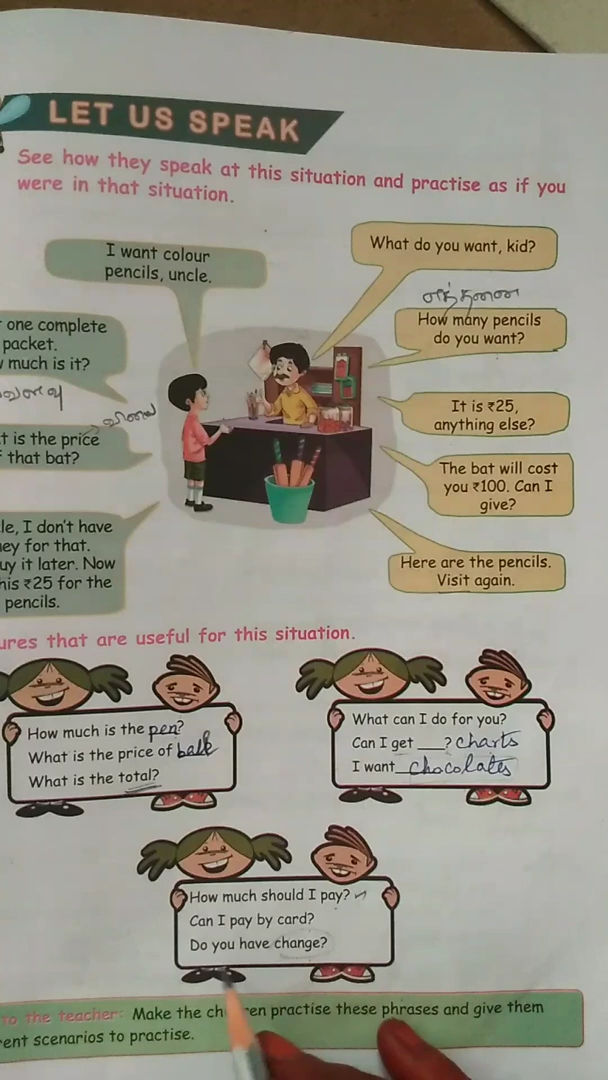 LET US SPEAK
See how they speak at this situation and practise as if you
were in that situation.
I want colour
pencils, uncle.
What do you want, kid?
எத்தனை
How many pencils
do you want?
one complete
packet.
much is it?
விலை
It is ₹25,
anything else?
is the price
that bat?
The bat will cost
you ₹100. Can I
give?
I don't have
for that.
it later. Now
₹25 for the
pencils.
Here are the pencils.
Visit again.
that are useful for this situation.
How much is the pen?
What is the price of ball
What is the total?
What can I do for you?
Can I get ___? charts
I want chocolates
How much should I pay?
Can I pay by card?
Do you have change?
to the teacher: Make the children practise these phrases and give them
scenarios to practise.